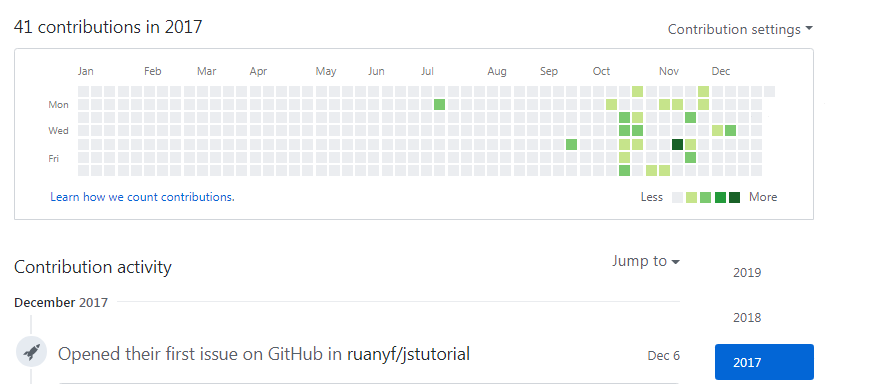 41 contributions in 2017
Contribution settings
Jan Feb Mar Apr May Jun Jul Aug Sep Oct Nov Dec
Mon
Wed
Fri
Learn how we count contributions.
Less More
Contribution activity
Jump to
December 2017
Opened their first issue on GitHub in ruanyf/jstutorial
Dec 6
2019
2018
2017